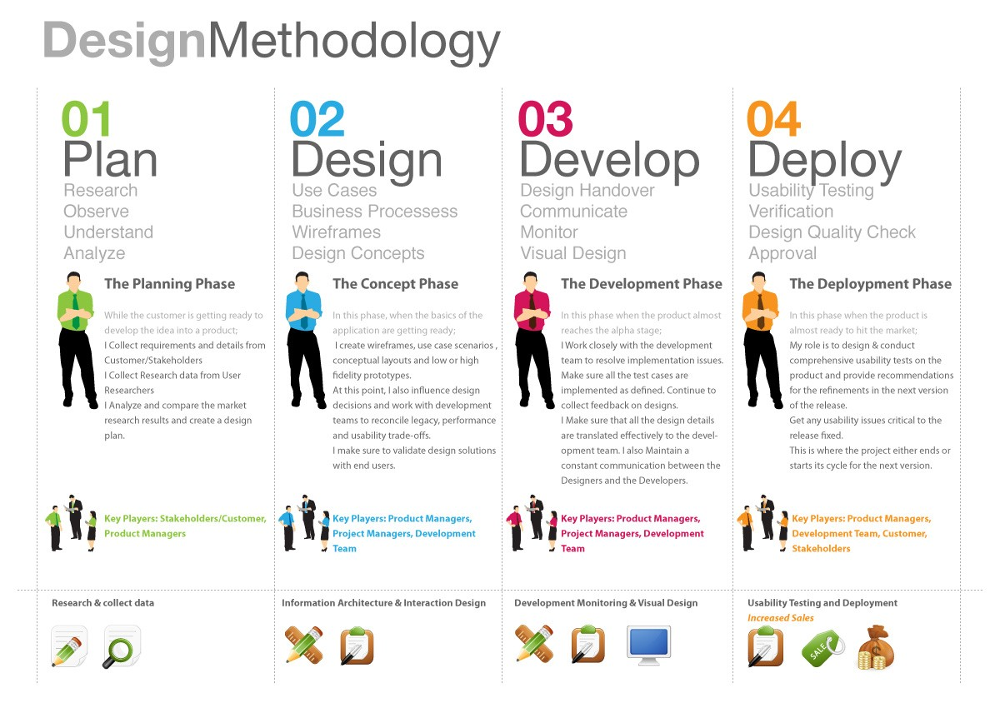 DesignMethodology
01
Plan
Research
Observe
Understand
Analyze
The Planning Phase
While the customer is getting ready to
develop the idea into a product;
I Collect requirements and details from
Customer/Stakeholders
I Collect Research data from User
Researchers
I Analyze and compare the market
research results and create a design
plan.
Key Players: Stakeholders/Customer,
Product Managers
Research & collect data
02
Design
Use Cases
Business Processess
Wireframes
Design Concepts
The Concept Phase
In this phase, when the basics of the
application are getting ready;
I create wireframes, use case scenarios ,
conceptual layouts and low or high
fidelity prototypes.
At this point, I also influence design
decisions and work with development
teams to reconcile legacy, performance
and usability trade-offs.
I make sure to validate design solutions
with end users.
Key Players: Product Managers,
Project Managers, Development
Team
Information Architecture & Interaction Design
03
Develop
Design Handover
Communicate
Monitor
Visual Design
The Development Phase
In this phase when the product almost
reaches the alpha stage;
I Work closely with the development
team to resolve implementation issues.
Make sure all the test cases are
implemented as defined. Continue to
collect feedback on designs.
I Make sure that all the design details
are translated effectively to the devel-
opment team. I also Maintain a
constant communication between the
Designers and the Developers.
Key Players: Product Managers,
Project Managers, Development
Team
Development Monitoring & Visual Design
04
Deploy
Usability Testing
Verification
Design Quality Check
Approval
The Deploypment Phase
In this phase when the product is
almost ready to hit the market;
My role is to design & conduct
comprehensive usability tests on the
product and provide recommendations
for the refinements in the next version
of the release.
Get any usability issues critical to the
release fixed.
This is where the project either ends or
starts its cycle for the next version.
Key Players: Product Managers,
Development Team, Customer,
Stakeholders
Usability Testing and Deployment
Increased Sales
SALE